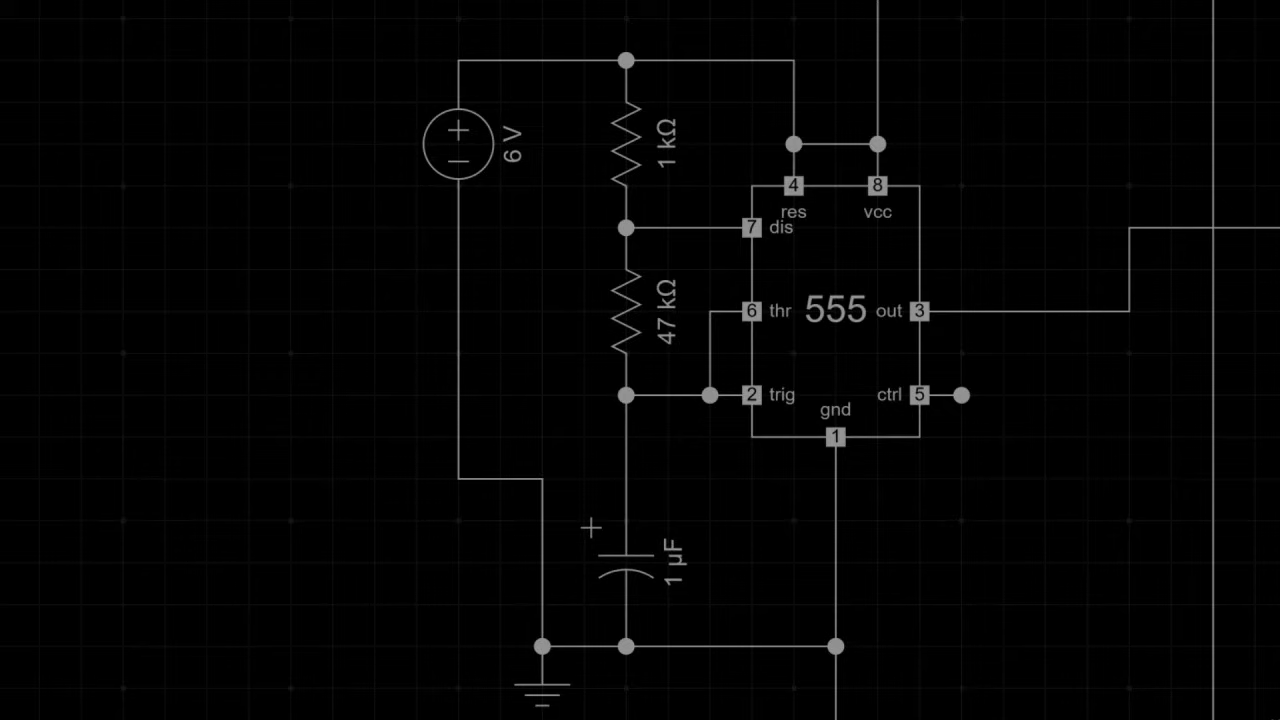 6 V
1 kΩ
4
8
res
vcc
7
dis
47 kΩ
6
thr
555
out
3
2
trig
ctrl
5
gnd
1
1 µF